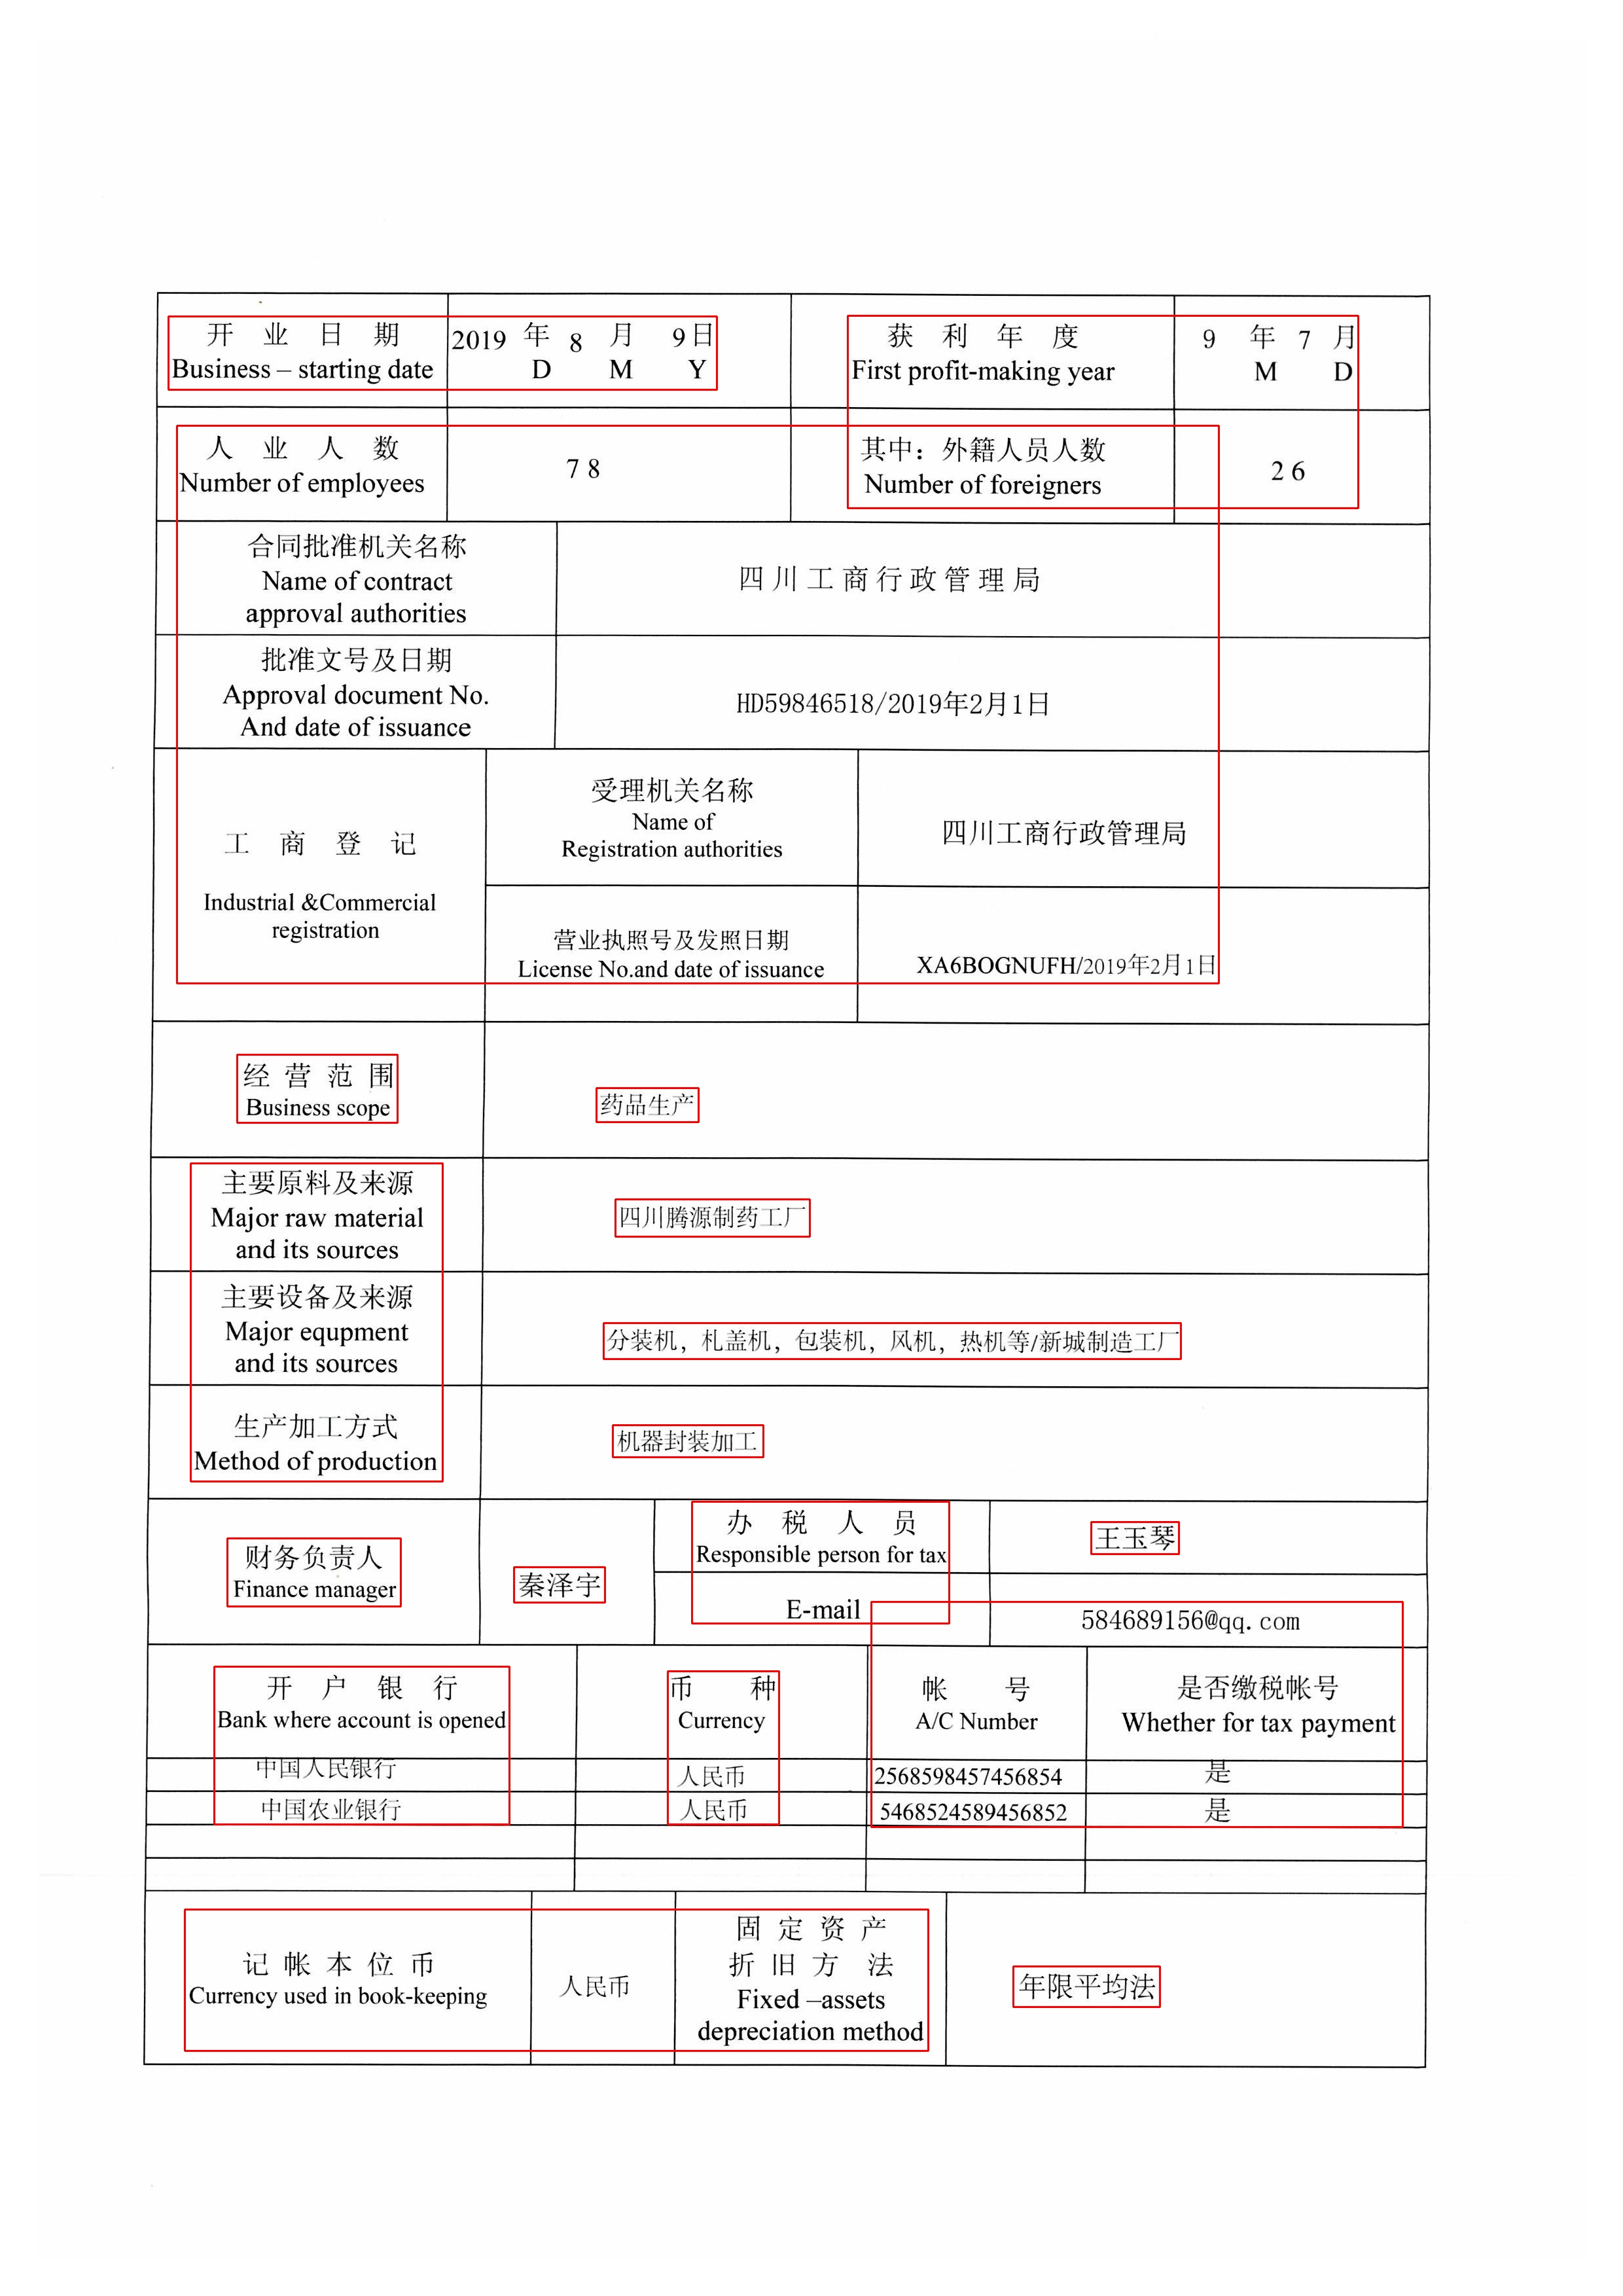 开 业 日 期 2019 年 8 月 9日 获 利 年 度 9 年 7 月
Business – starting date D M Y First profit-making year M D
人 业 人 数 78 其中：外籍人员人数 26
Number of employees Number of foreigners
合同批准机关名称
Name of contract
approval authorities
四川工商行政管理局
批准文号及日期
Approval document No.
And date of issuance
HD59846518/2019年2月1日
工 商 登 记
Industrial &Commercial
registration
受理机关名称
Name of
Registration authorities
四川工商行政管理局
营业执照号及发照日期
License No.and date of issuance
XA6BOGNUFH/2019年2月1日
经 营 范 围
Business scope
药品生产
主要原料及来源
Major raw material
and its sources
四川腾源制药工厂
主要设备及来源
Major equpment
and its sources
分装机，札盖机，包装机，风机，热机等/新城制造工厂
生产加工方式
Method of production
机器封装加工
财务负责人
Finance manager
秦泽宇
办 税 人 员
Responsible person for tax
王玉琴
E-mail
584689156@qq.com
开 户 银 行 币 种 帐 号 是否缴税帐号
Bank where account is opened Currency A/C Number Whether for tax payment
中国人民银行 人民币 2568598457456854 是
中国农业银行 人民币 5468524589456852 是
记 帐 本 位 币
Currency used in book-keeping
人民币
固 定 资 产
折 旧 方 法
Fixed –assets
depreciation method
年限平均法